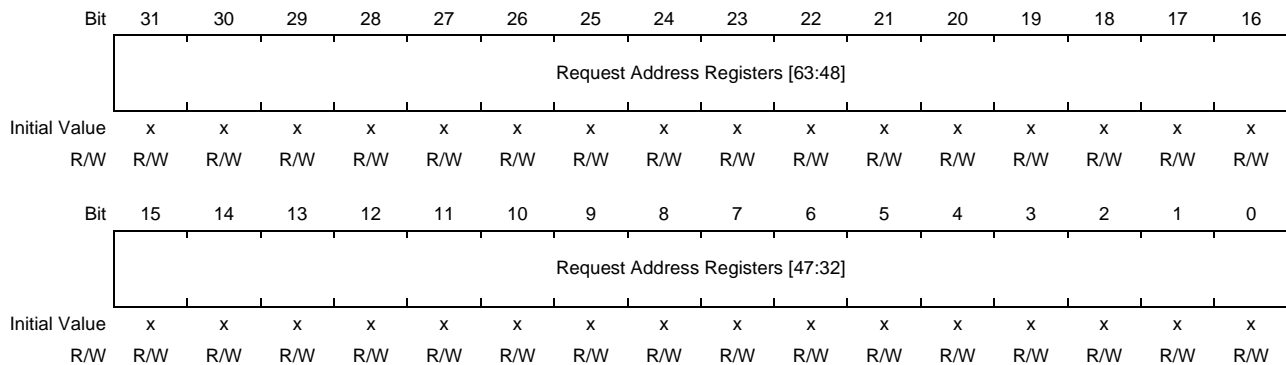 Bit 31 30 29 28 27 26 25 24 23 22 21 20 19 18 17 16
Request Address Registers [63:48]
Initial Value x x x x x x x x x x x x x x x x
R/W R/W R/W R/W R/W R/W R/W R/W R/W R/W R/W R/W R/W R/W R/W R/W R/W
Bit 15 14 13 12 11 10 9 8 7 6 5 4 3 2 1 0
Request Address Registers [47:32]
Initial Value x x x x x x x x x x x x x x x x
R/W R/W R/W R/W R/W R/W R/W R/W R/W R/W R/W R/W R/W R/W R/W R/W R/W